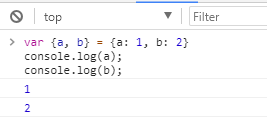 top Filter
> var {a, b} = {a: 1, b: 2}
console.log(a);
console.log(b);
1
2